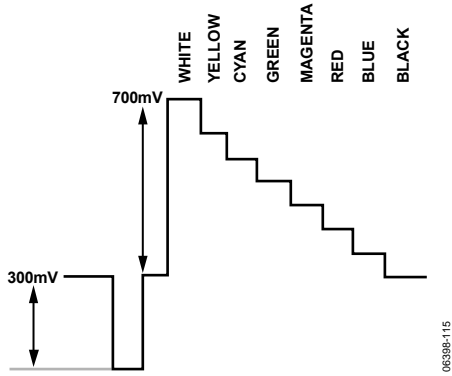 WHITE
YELLOW
CYAN
GREEN
MAGENTA
RED
BLUE
BLACK
700mV
300mV
06398-115